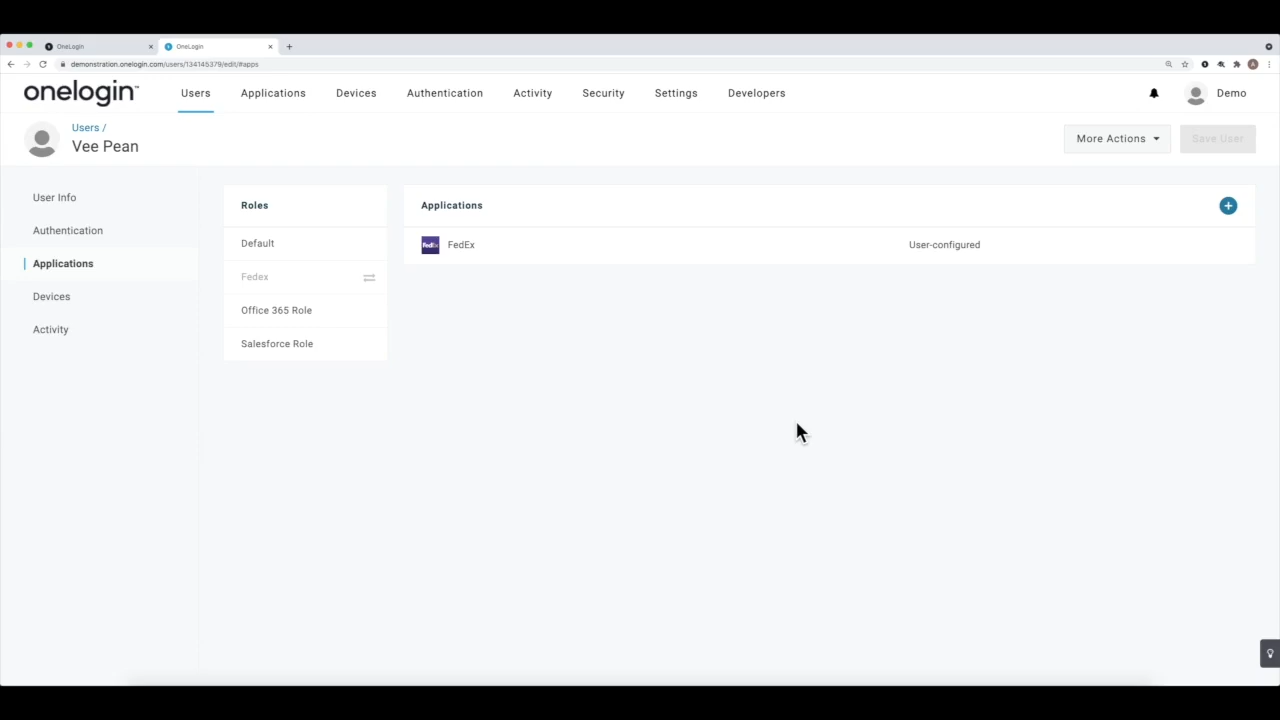 OneLogin
OneLogin
demonstration.onelogin.com/users/134145379/edit/#apps
onelogin™
Users
Applications
Devices
Authentication
Activity
Security
Settings
Developers
Demo
Users /
Vee Pean
More Actions
Save User
User Info
Authentication
Applications
Devices
Activity
Roles
Default
Fedex
Office 365 Role
Salesforce Role
Applications
FedEx
FedEx
User-configured